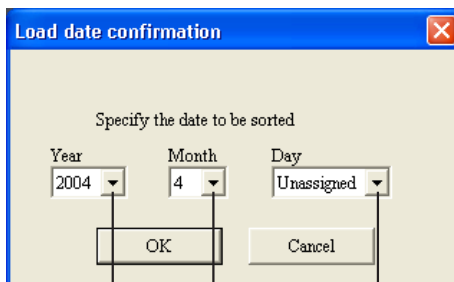 Load date confirmation
Specify the date to be sorted
Year Month Day
2004 4 Unassigned
OK Cancel